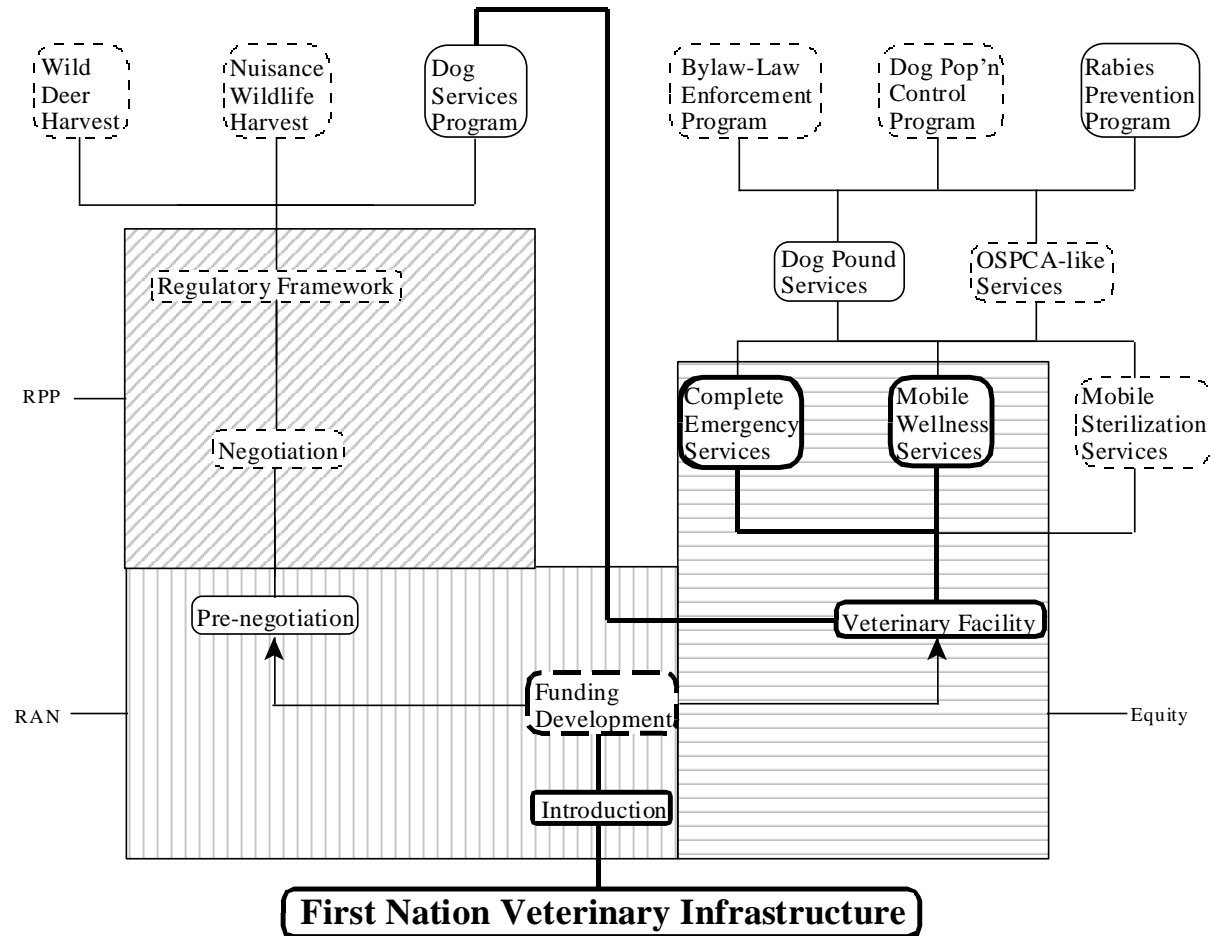 Wild
Deer
Harvest
Nuisance
Wildlife
Harvest
Dog
Services
Program
Bylaw-Law
Enforcement
Program
Dog Pop’n
Control
Program
Rabies
Prevention
Program
Dog Pound
Services
OSPCA-like
Services
Regulatory Framework
RPP
Complete
Emergency
Services
Mobile
Wellness
Services
Mobile
Sterilization
Services
Negotiation
Pre-negotiation
Veterinary Facility
Funding
Development
RAN
Equity
Introduction
First Nation Veterinary Infrastructure